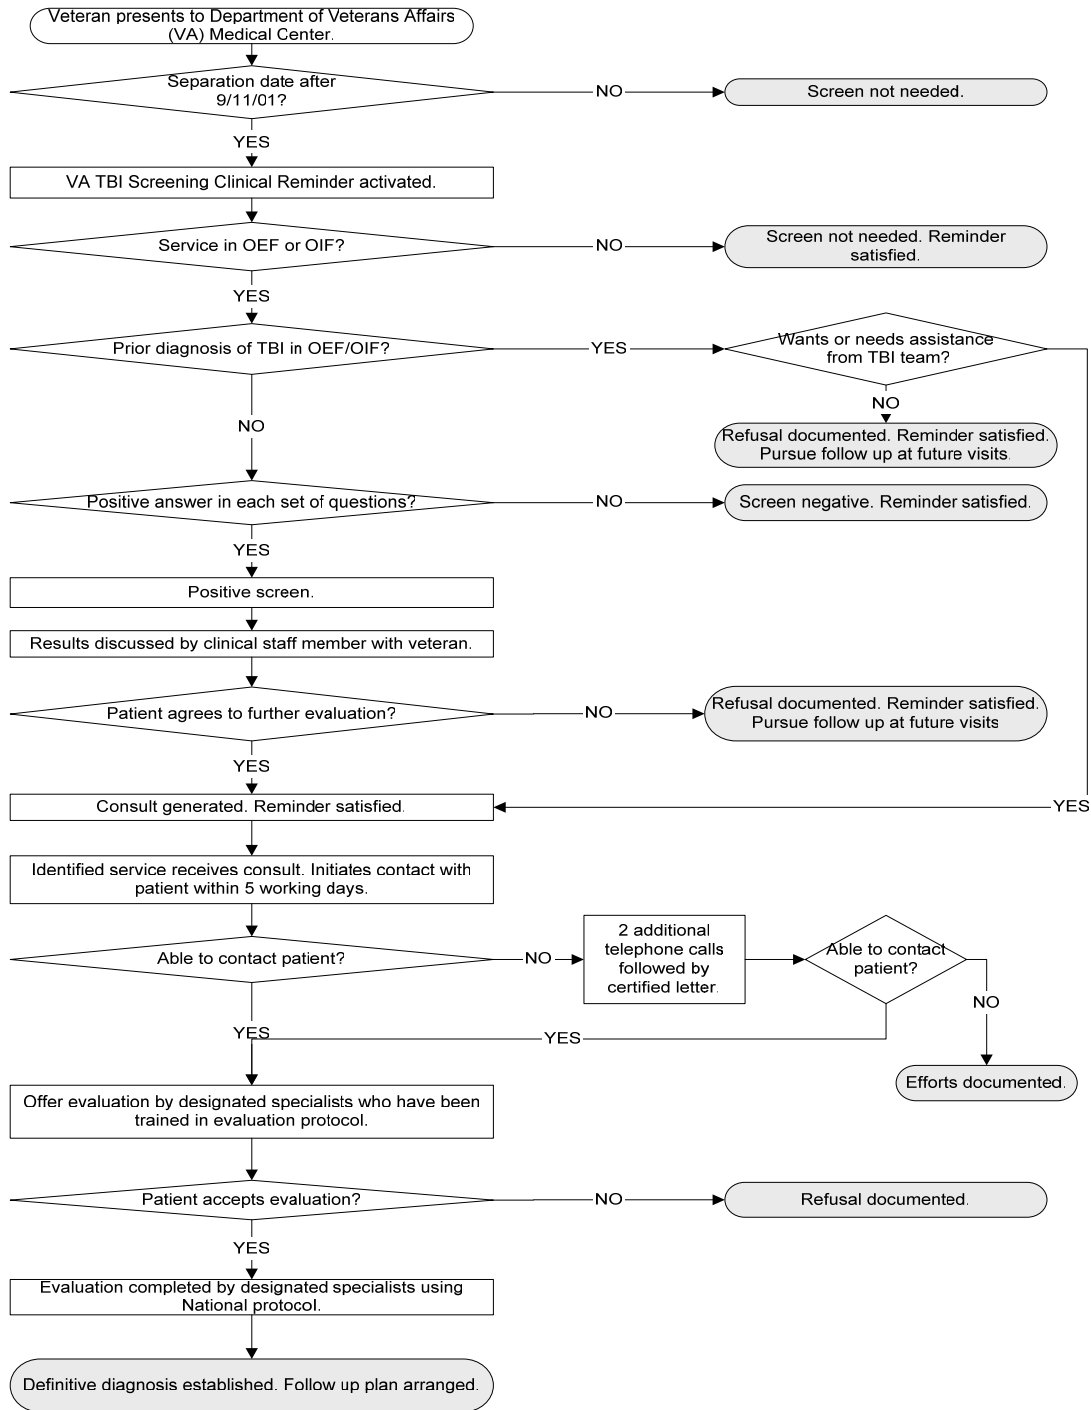 Veteran presents to Department of Veterans Affairs
(VA) Medical Center.
Separation date after
9/11/01?
NO
Screen not needed.
YES
VA TBI Screening Clinical Reminder activated.
Service in OEF or OIF?
NO
Screen not needed. Reminder
satisfied.
YES
Prior diagnosis of TBI in OEF/OIF?
YES
Wants or needs assistance
from TBI team?
NO
Refusal documented. Reminder satisfied.
Pursue follow up at future visits.
NO
Positive answer in each set of questions?
NO
Screen negative. Reminder satisfied.
YES
Positive screen.
Results discussed by clinical staff member with veteran.
Patient agrees to further evaluation?
NO
Refusal documented. Reminder satisfied.
Pursue follow up at future visits
YES
Consult generated. Reminder satisfied.
YES
Identified service receives consult. Initiates contact with
patient within 5 working days.
Able to contact patient?
NO
2 additional
telephone calls
followed by
certified letter.
Able to contact
patient?
NO
YES
YES
Efforts documented.
Offer evaluation by designated specialists who have been
trained in evaluation protocol.
Patient accepts evaluation?
NO
Refusal documented.
YES
Evaluation completed by designated specialists using
National protocol.
Definitive diagnosis established. Follow up plan arranged.